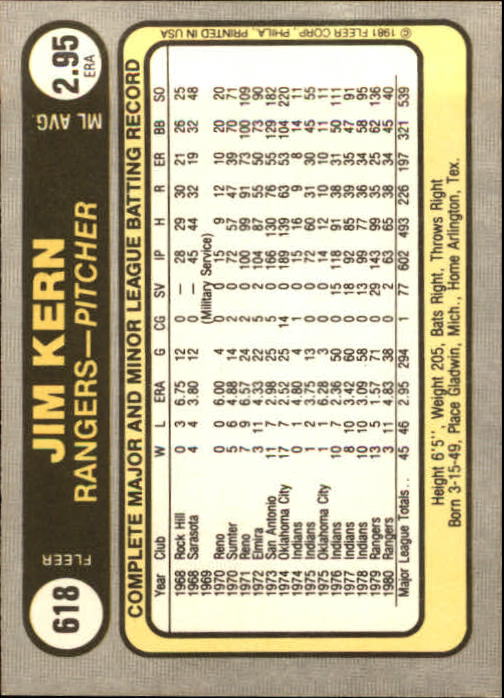 618
FLEER
JIM KERN
RANGERS—PITCHER
ML AVG.
2.95
ERA
COMPLETE MAJOR AND MINOR LEAGUE BATTING RECORD
Year Club W L ERA G CG SV IP H R ER BB SO
1968 Rock Hill 0 3 6.75 12 0 — 28 29 30 21 26 25
1968 Sarasota 4 4 3.80 12 0 — 45 44 32 19 32 48
1969 (Military Service)
1970 Reno 0 0 6.00 4 0 0 15 9 12 10 20 20
1970 Sumter 5 6 4.88 14 2 0 72 57 47 39 70 71
1971 Reno 7 9 6.57 24 0 0 100 99 91 73 100 109
1972 Elmira 3 11 4.33 22 5 2 104 87 55 50 73 90
1973 San Antonio 11 7 2.98 25 5 0 166 130 76 55 129 182
1974 Oklahoma City 17 7 2.52 25 14 0 189 139 63 53 104 220
1974 Indians 0 1 4.80 4 1 0 15 16 9 8 14 11
1975 Indians 1 2 3.75 13 0 0 72 60 31 30 45 55
1975 Oklahoma City 1 1 6.28 3 0 0 14 12 10 10 11 11
1976 Indians 10 7 2.36 50 0 15 118 91 38 31 50 111
1977 Indians 8 10 3.42 60 0 18 92 85 39 35 47 91
1978 Indians 10 10 3.09 58 0 13 99 77 36 34 58 95
1979 Rangers 13 5 1.57 71 0 29 143 99 35 25 62 136
1980 Rangers 3 11 4.83 38 0 2 63 65 38 34 45 40
Major League Totals.. 45 46 2.95 294 1 77 602 493 226 197 321 539
Height 6'5'', Weight 205, Bats Right, Throws Right
Born 3-15-49, Place Gladwin, Mich., Home Arlington, Tex.
© 1981 FLEER CORP., PHILA., PRINTED IN USA